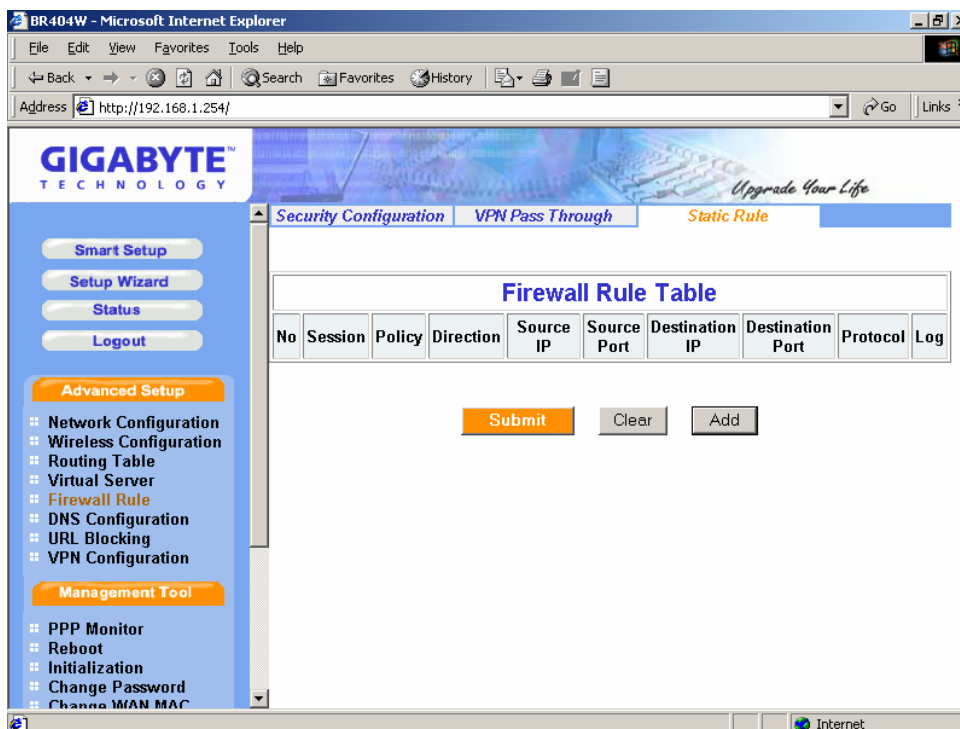 BR404W - Microsoft Internet Explorer
File Edit View Favorites Tools Help
Back Search Favorites History
Address http://192.168.1.254/ Go Links
GIGABYTE™
TECHNOLOGY
Upgrade Your Life
Security Configuration VPN Pass Through Static Rule
Smart Setup
Setup Wizard
Status
Logout
Advanced Setup
Network Configuration
Wireless Configuration
Routing Table
Virtual Server
Firewall Rule
DNS Configuration
URL Blocking
VPN Configuration
Management Tool
PPP Monitor
Reboot
Initialization
Change Password
Change WAN MAC
Firewall Rule Table
No Session Policy Direction Source IP Source Port Destination IP Destination Port Protocol Log
Submit Clear Add
Internet